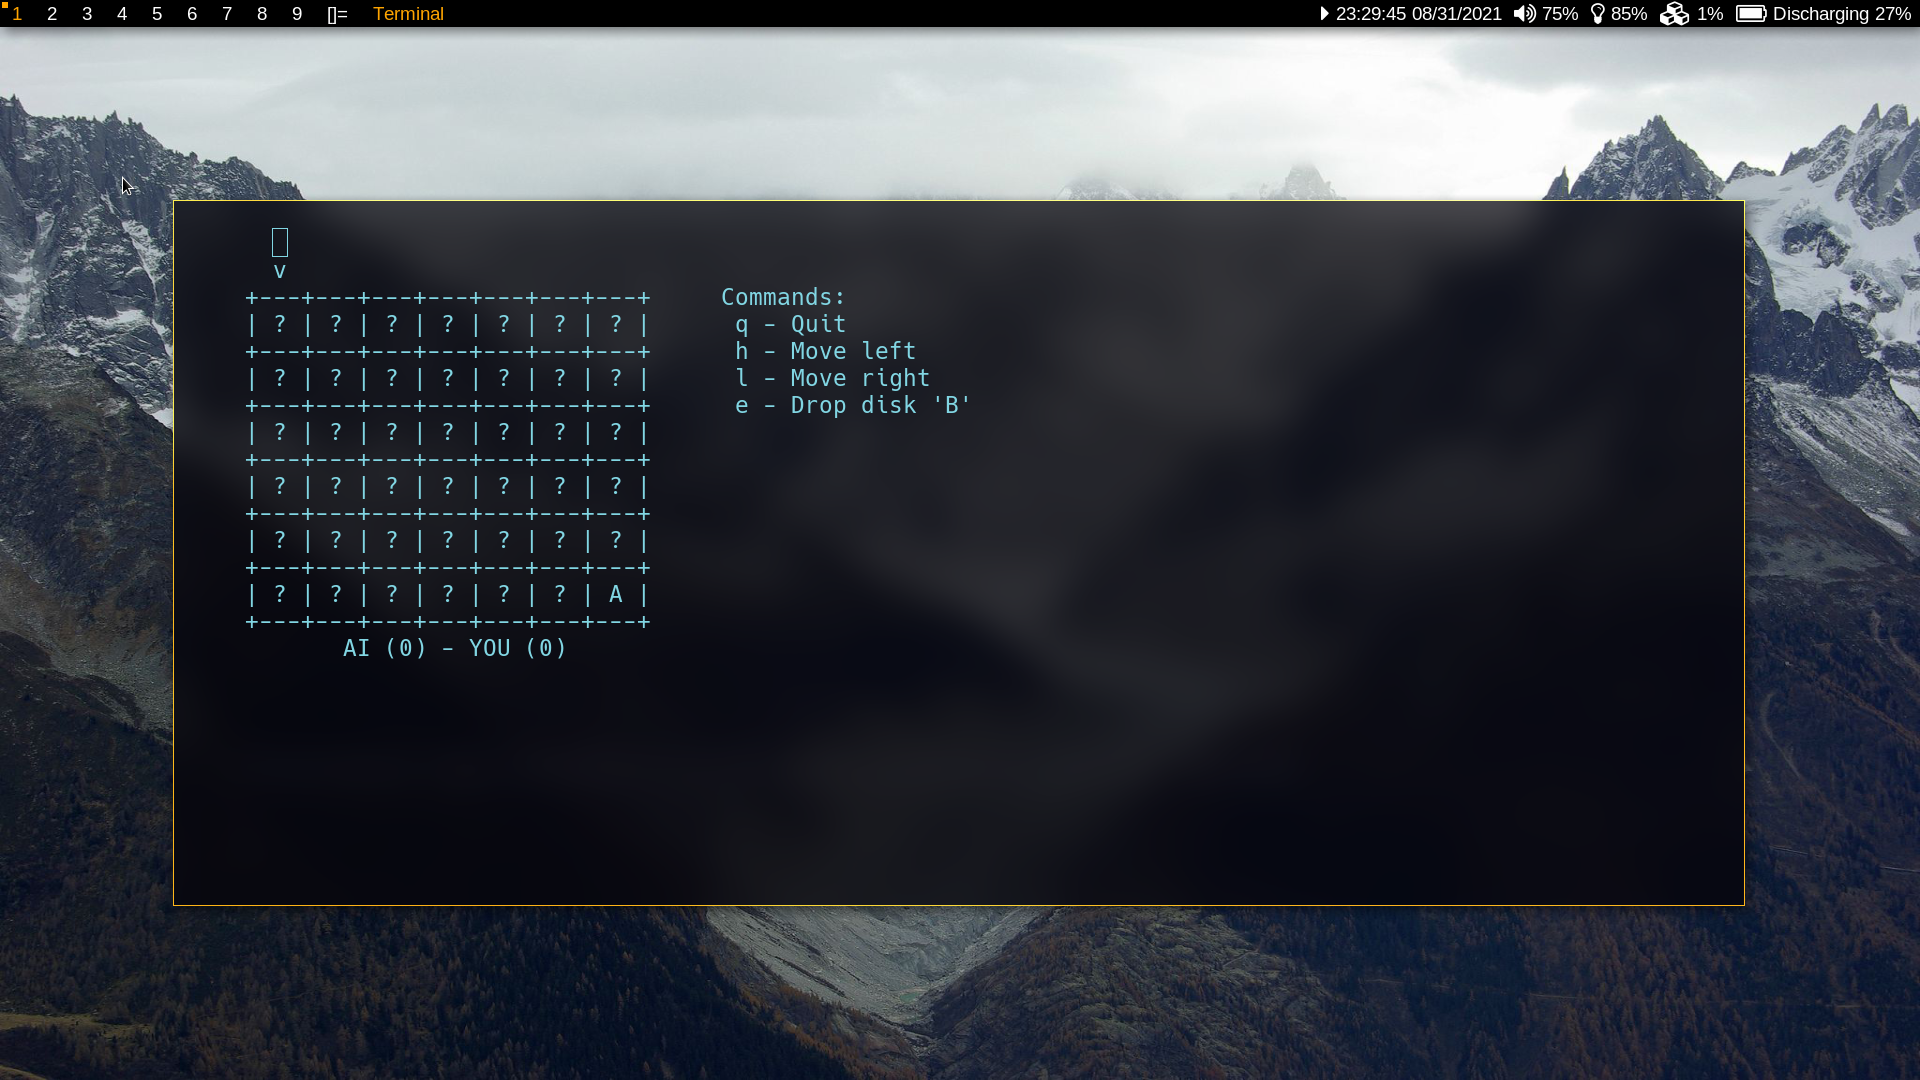 1 2 3 4 5 6 7 8 9 []= Terminal 23:29:45 08/31/2021 75% 85% 1% Discharging 27%
v
+---+---+---+---+---+---+---+ Commands:
| ? | ? | ? | ? | ? | ? | ? | q - Quit
+---+---+---+---+---+---+---+ h - Move left
| ? | ? | ? | ? | ? | ? | ? | l - Move right
+---+---+---+---+---+---+---+ e - Drop disk 'B'
| ? | ? | ? | ? | ? | ? | ? |
+---+---+---+---+---+---+---+
| ? | ? | ? | ? | ? | ? | ? |
+---+---+---+---+---+---+---+
| ? | ? | ? | ? | ? | ? | ? |
+---+---+---+---+---+---+---+
| ? | ? | ? | ? | ? | ? | A |
+---+---+---+---+---+---+---+
AI (0) - YOU (0)